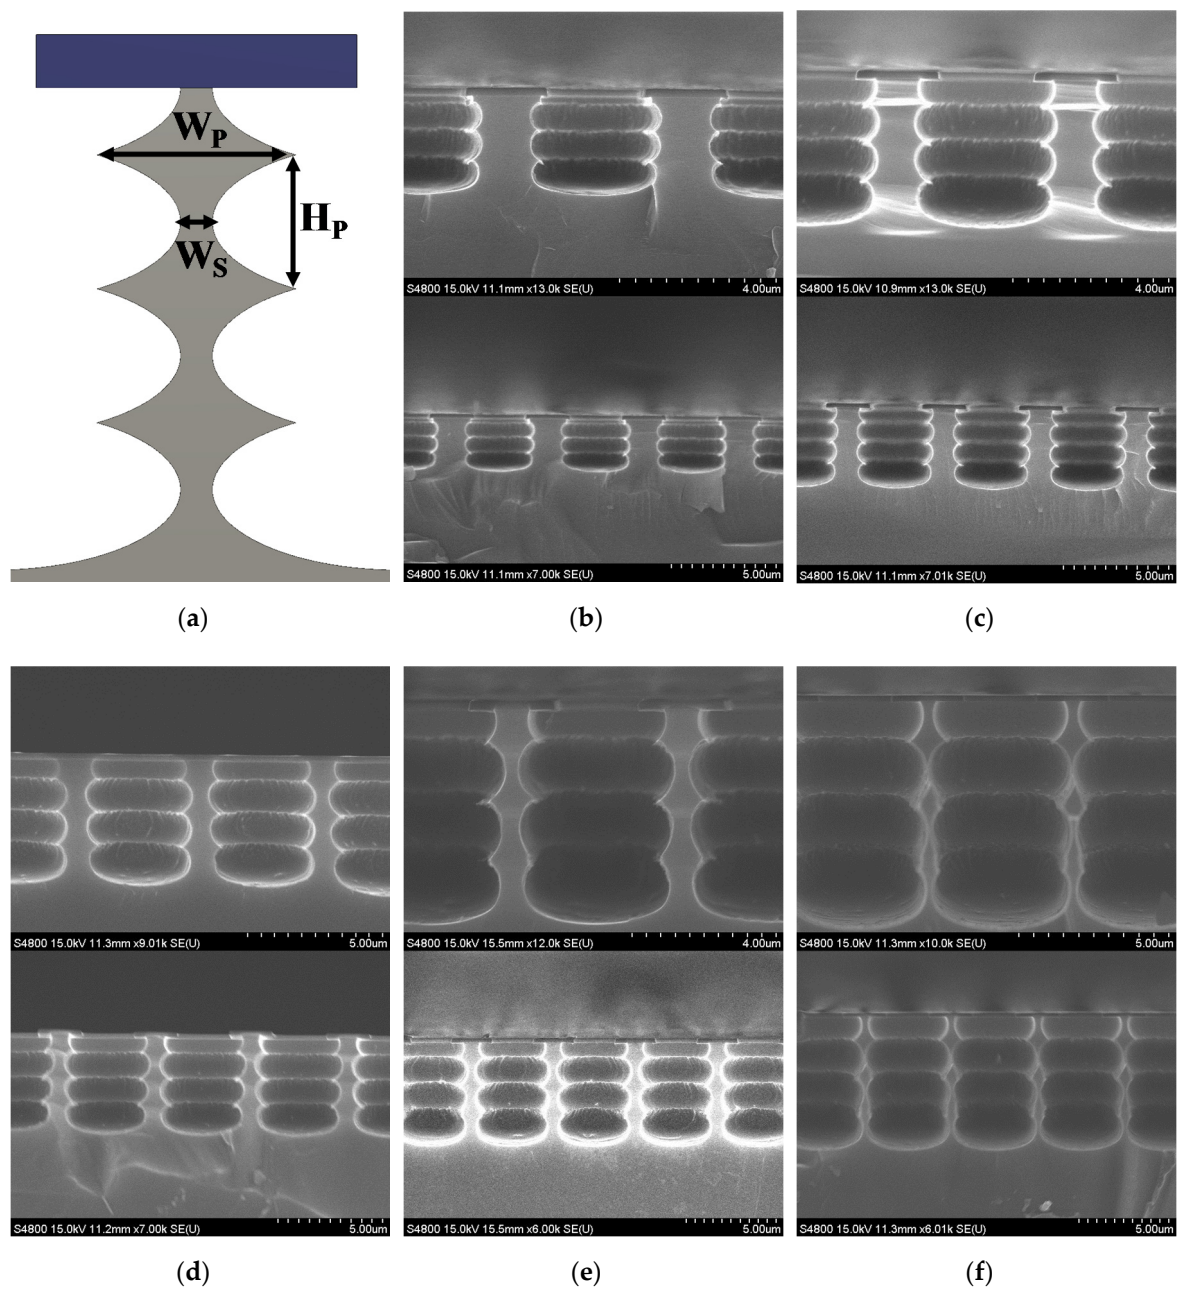 W_P
H_P
W_S
S4800 15.0kV 11.1mm x13.0k SE(U) 4.00um
S4800 15.0kV 10.9mm x13.0k SE(U) 4.00um
S4800 15.0kV 11.1mm x7.00k SE(U) 5.00um
S4800 15.0kV 11.1mm x7.01k SE(U) 5.00um
(a)
(b)
(c)
S4800 15.0kV 11.3mm x9.01k SE(U) 5.00um
S4800 15.0kV 15.5mm x12.0k SE(U) 4.00um
S4800 15.0kV 11.3mm x10.0k SE(U) 5.00um
S4800 15.0kV 11.2mm x7.00k SE(U) 5.00um
S4800 15.0kV 15.5mm x6.00k SE(U) 5.00um
S4800 15.0kV 11.3mm x6.01k SE(U) 5.00um
(d)
(e)
(f)